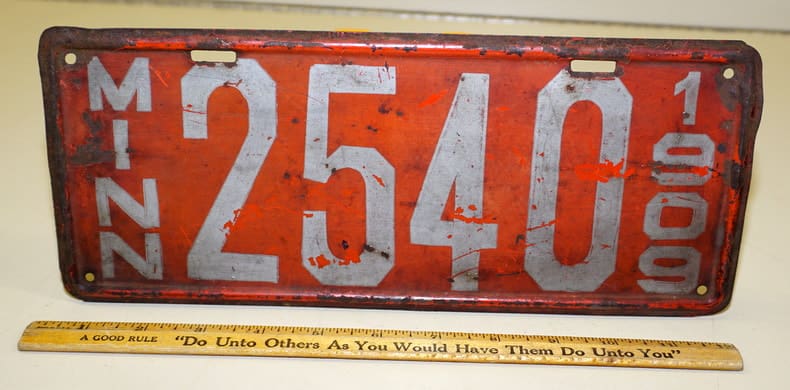 MINN 2540 1909
A GOOD RULE "Do Unto Others As You Would Have Them Do Unto You"